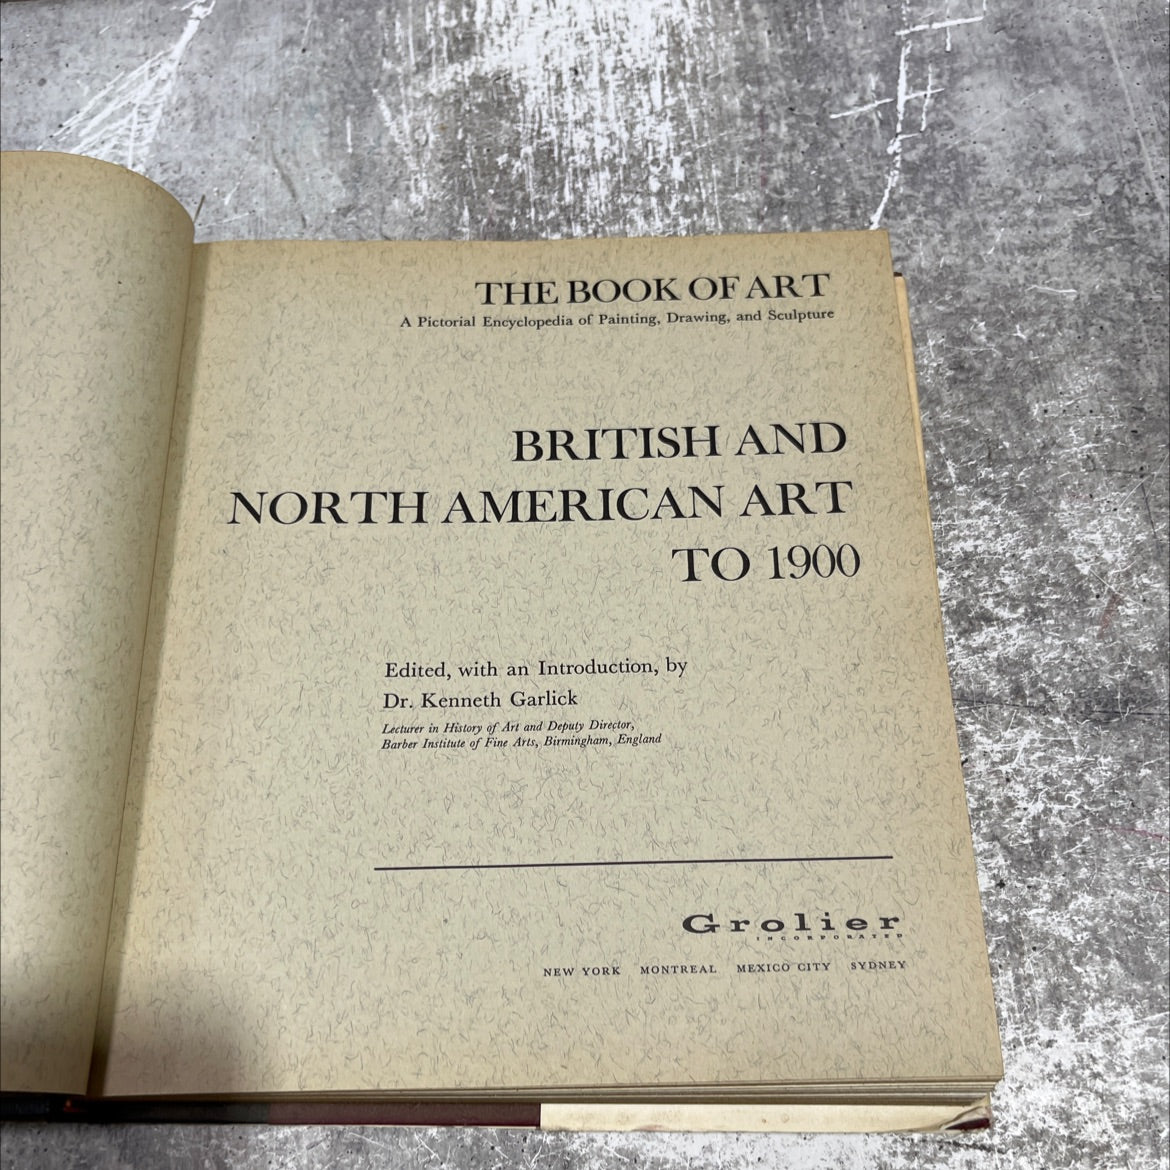 THE BOOK OF ART
A Pictorial Encyclopedia of Painting, Drawing, and Sculpture
BRITISH AND
NORTH AMERICAN ART
TO 1900
Edited, with an Introduction, by
Dr. Kenneth Garlick
Lecturer in History of Art and Deputy Director,
Barber Institute of Fine Arts, Birmingham, England
Grolier
INCORPORATED
NEW YORK MONTREAL MEXICO CITY SYDNEY